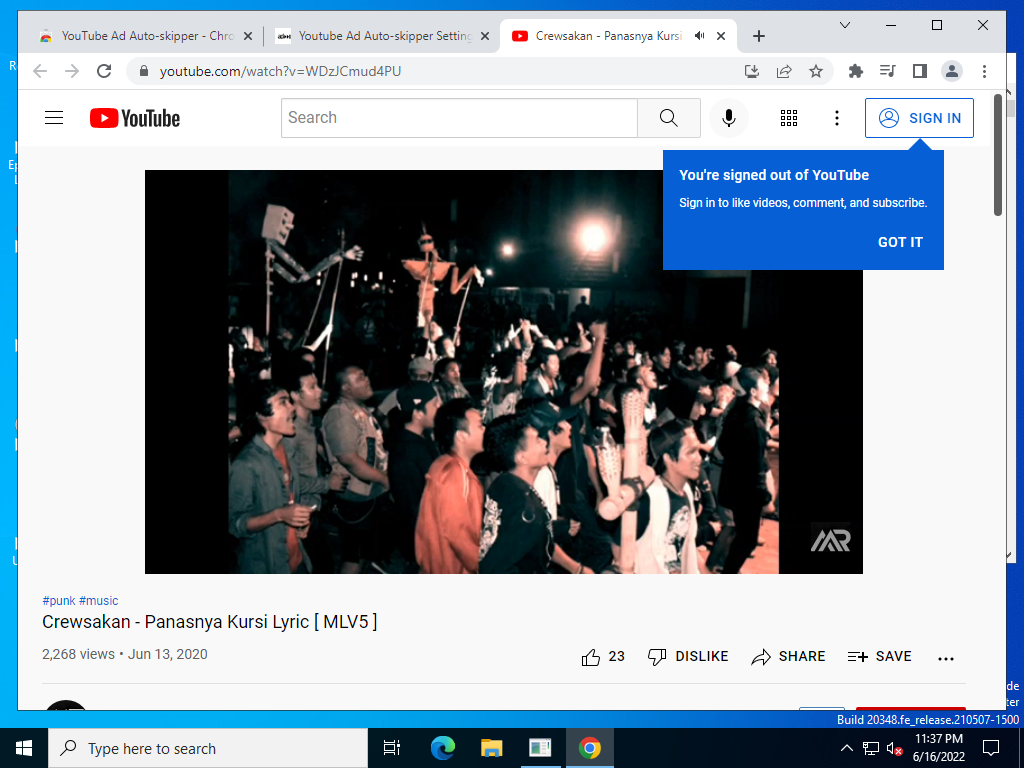 YouTube Ad Auto-skipper - Chro
Youtube Ad Auto-skipper Setting
Crewsakan - Panasnya Kursi
youtube.com/watch?v=WDzJCmud4PU
YouTube
Search
SIGN IN
You're signed out of YouTube
Sign in to like videos, comment, and subscribe.
GOT IT
MR
#punk #music
Crewsakan - Panasnya Kursi Lyric [ MLV5 ]
2,268 views • Jun 13, 2020
23
DISLIKE
SHARE
SAVE
Build 20348.fe_release.210507-1500
Type here to search
11:37 PM
6/16/2022